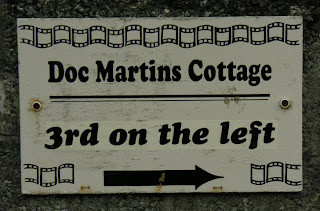 Doc Martins Cottage
3rd on the left